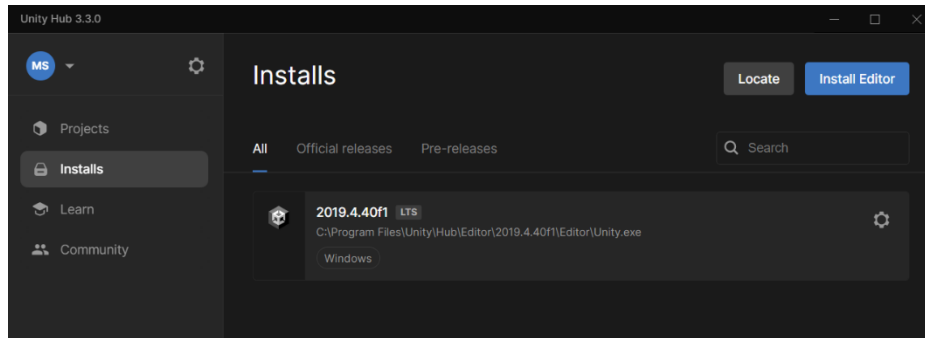 Unity Hub 3.3.0
MS
Installs
Locate
Install Editor
Projects
Installs
Learn
Community
All Official releases Pre-releases
Search
2019.4.40f1 LTS
C:\Program Files\Unity\Hub\Editor\2019.4.40f1\Editor\Unity.exe
Windows